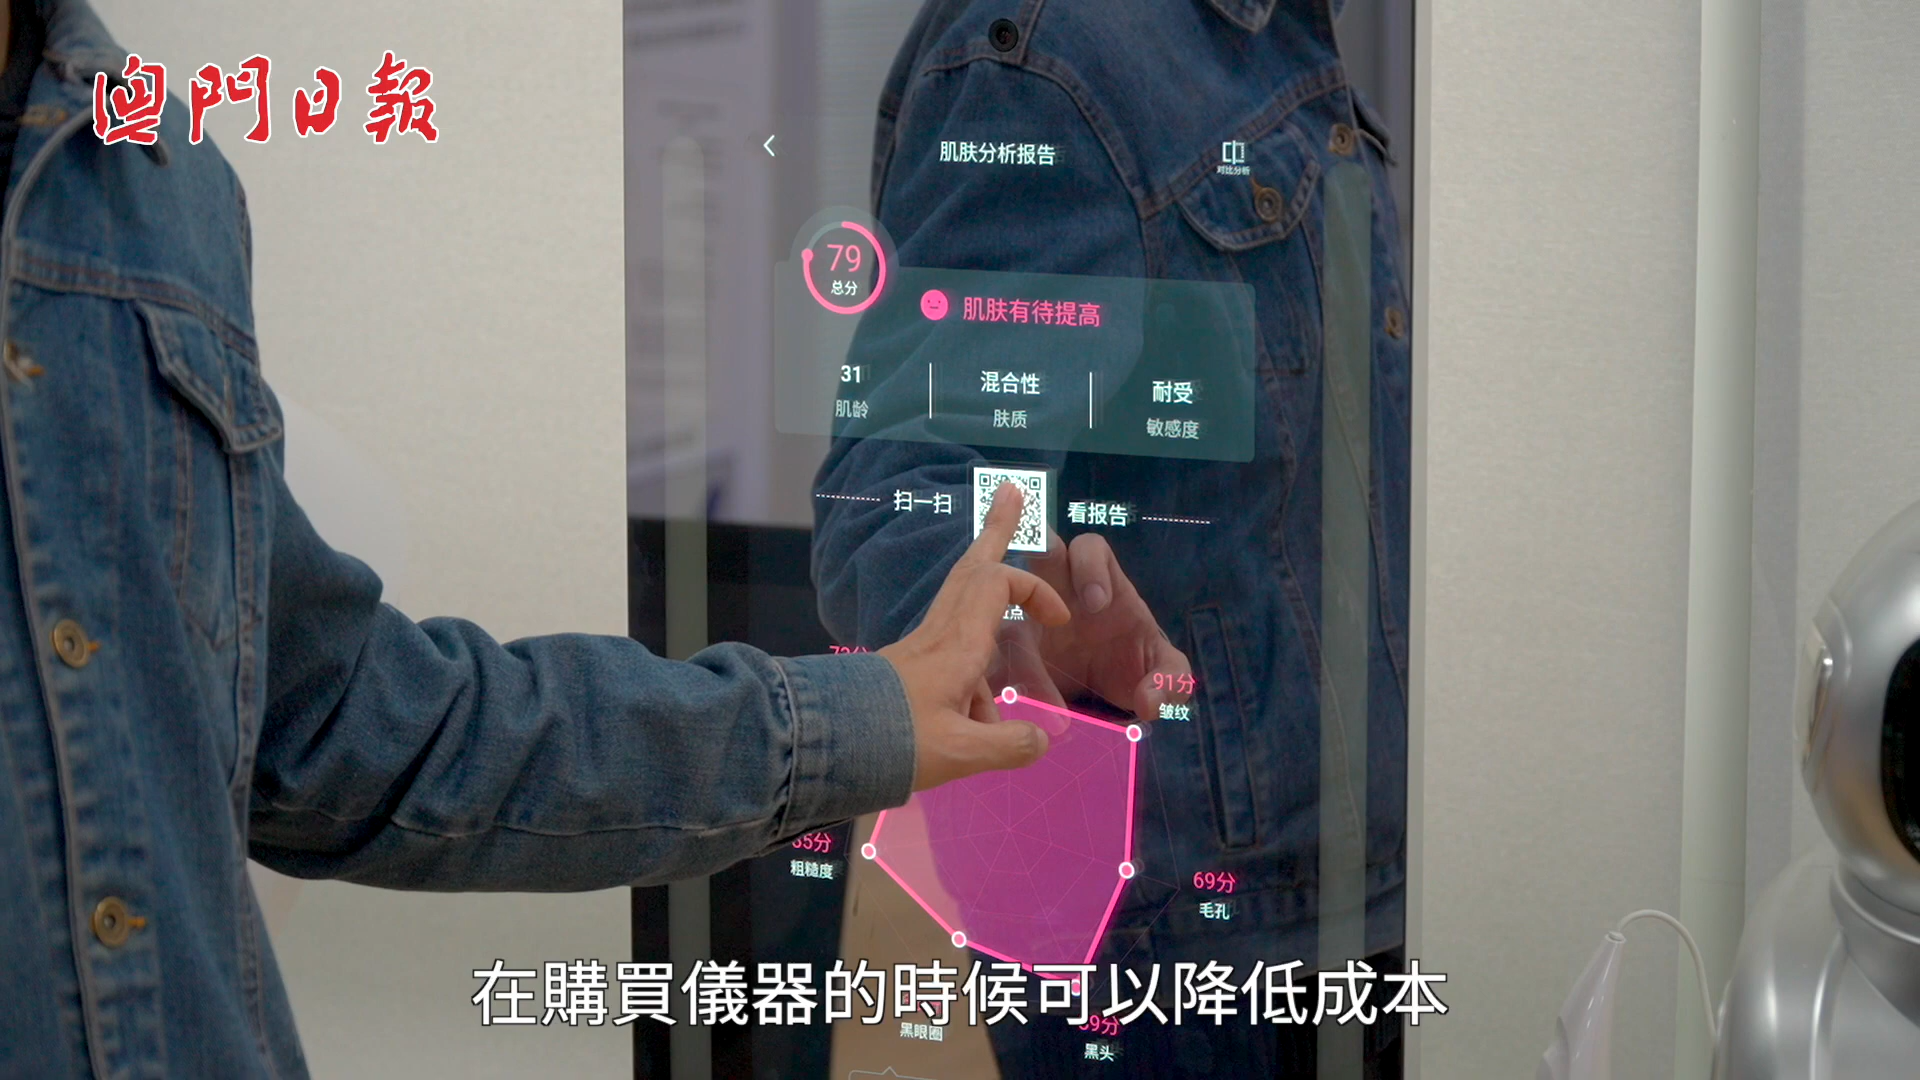 澳門日報
肌肤分析报告
对比分析
79
总分
肌肤有待提高
31
肌龄
混合性
肤质
耐受
敏感度
扫一扫
看报告
91分
皱纹
粗糙度
69分
毛孔
在購買儀器的時候可以降低成本
黑眼圈
黑头